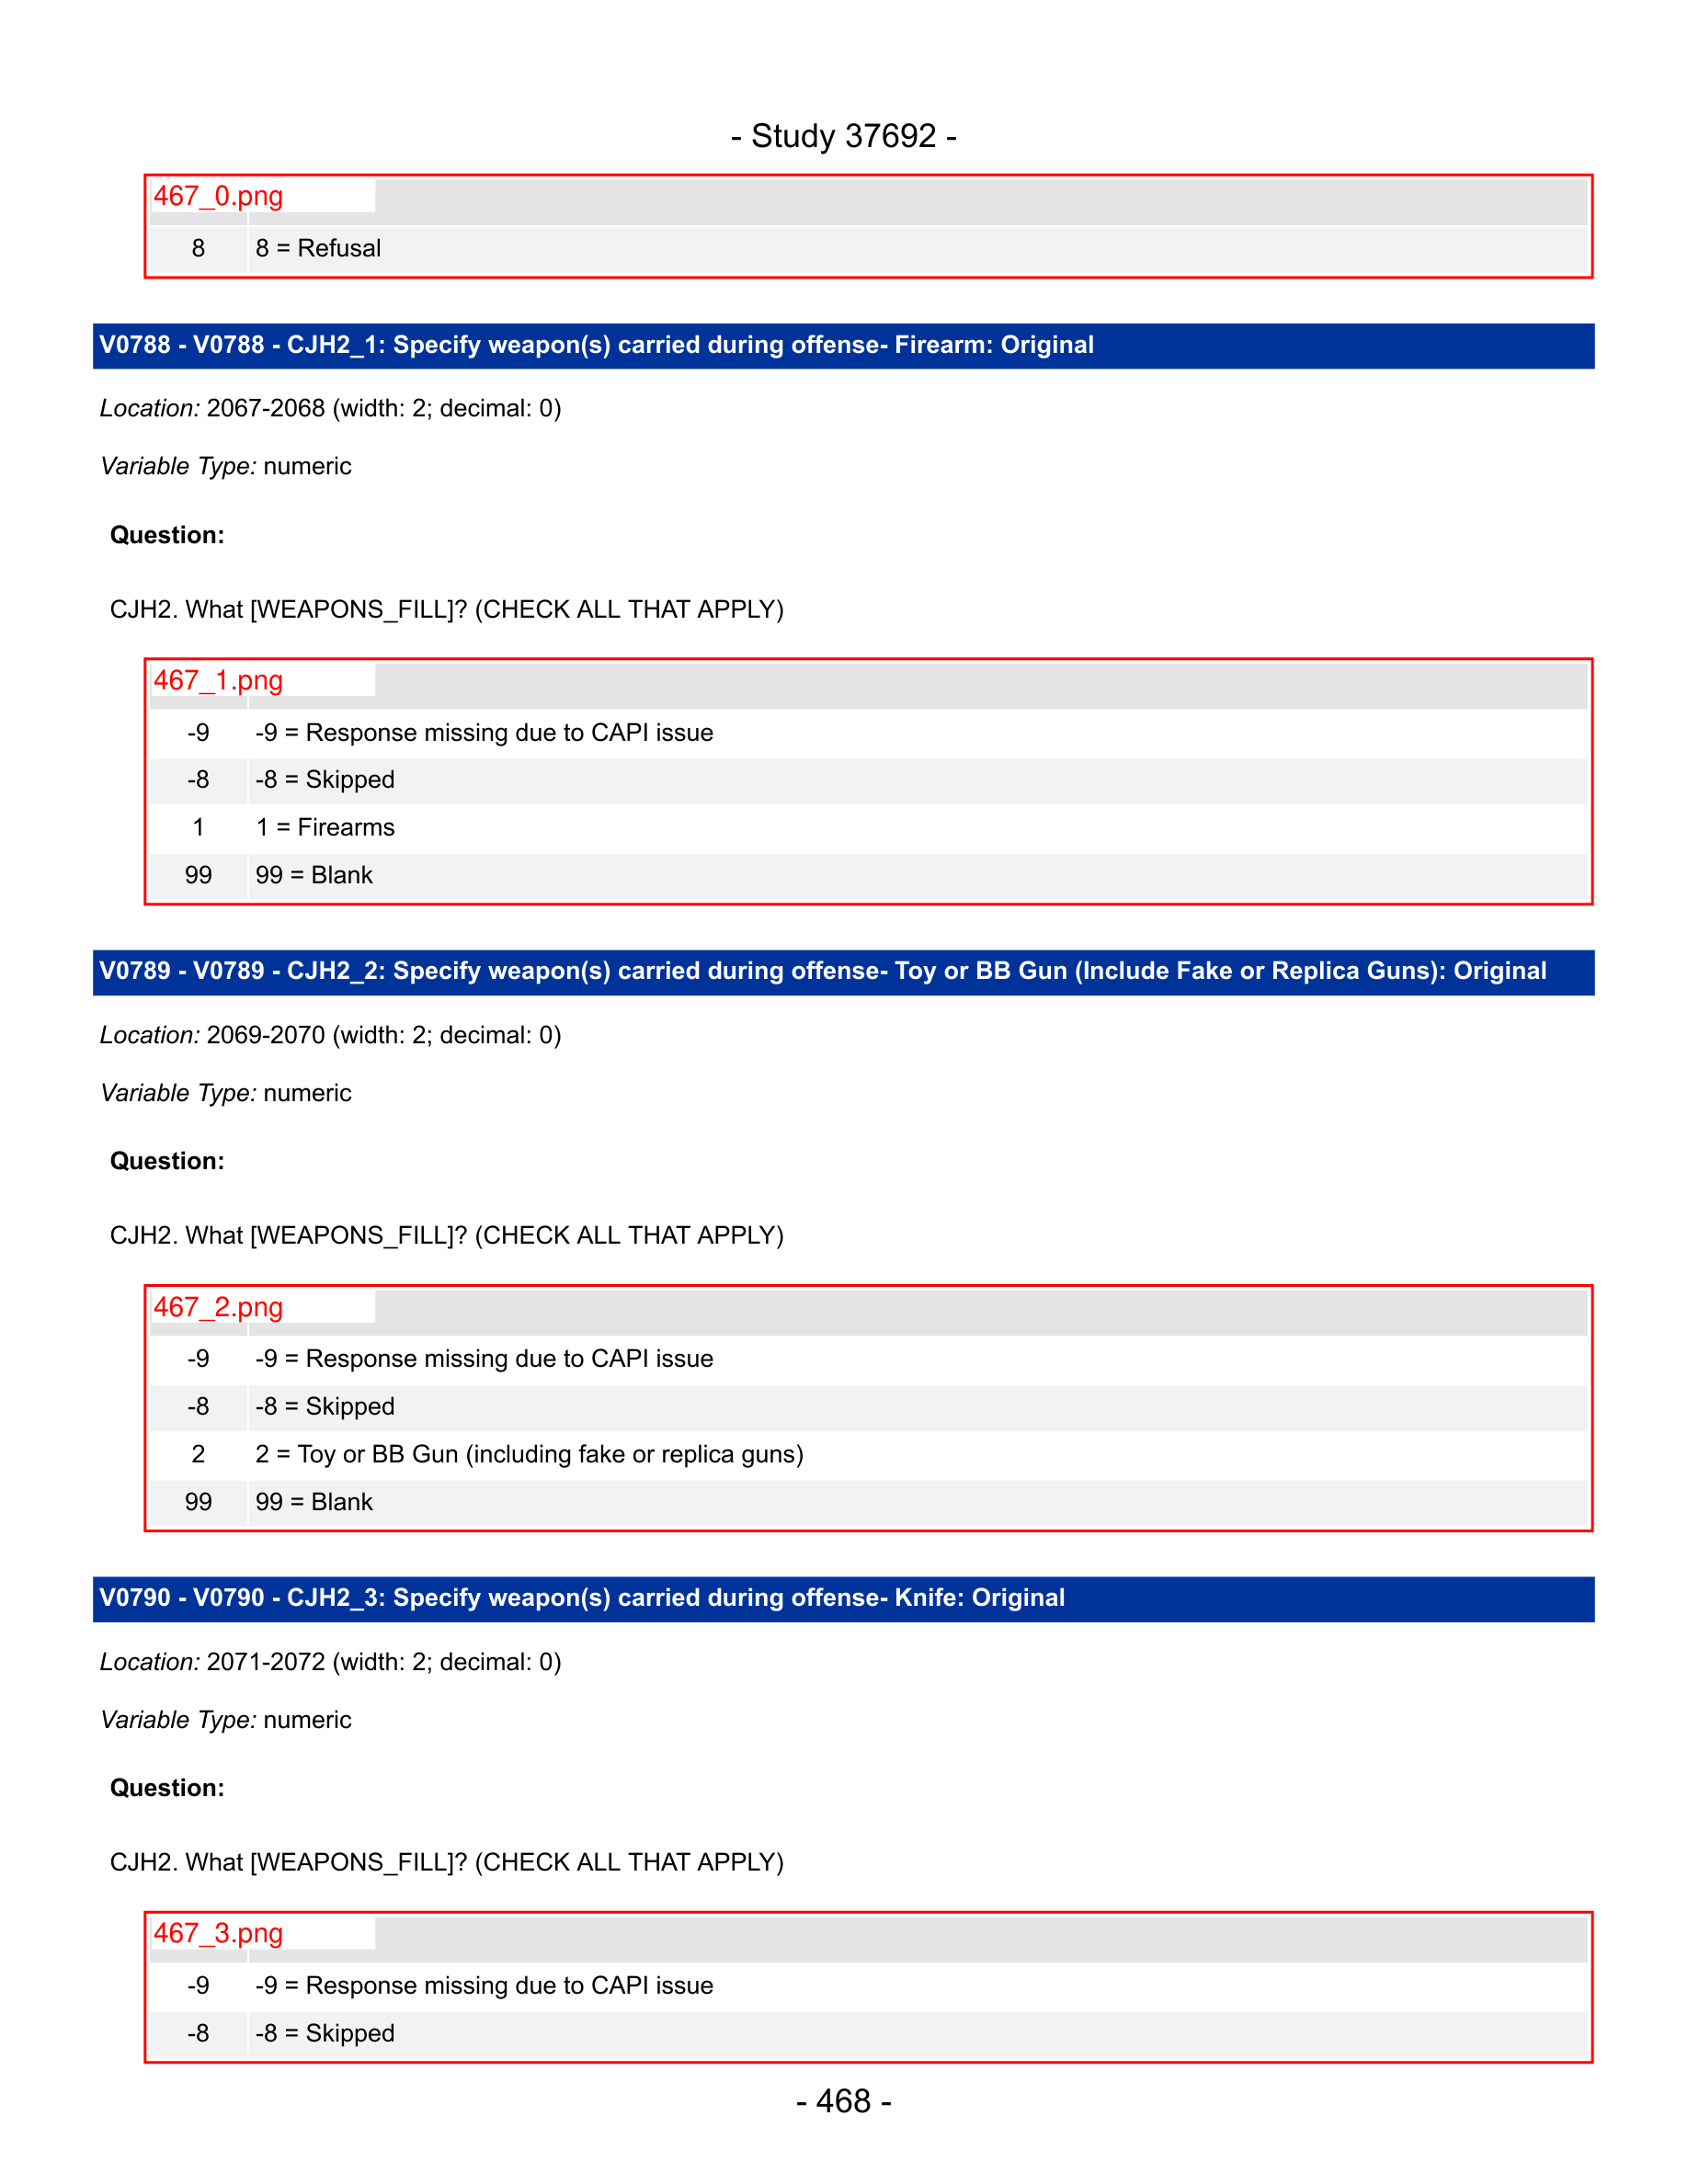 - Study 37692 -
467_0.png
8 8 = Refusal
V0788 - V0788 - CJH2_1: Specify weapon(s) carried during offense- Firearm: Original
Location: 2067-2068 (width: 2; decimal: 0)
Variable Type: numeric
Question:
CJH2. What [WEAPONS_FILL]? (CHECK ALL THAT APPLY)
467_1.png
-9 -9 = Response missing due to CAPI issue
-8 -8 = Skipped
1 1 = Firearms
99 99 = Blank
V0789 - V0789 - CJH2_2: Specify weapon(s) carried during offense- Toy or BB Gun (Include Fake or Replica Guns): Original
Location: 2069-2070 (width: 2; decimal: 0)
Variable Type: numeric
Question:
CJH2. What [WEAPONS_FILL]? (CHECK ALL THAT APPLY)
467_2.png
-9 -9 = Response missing due to CAPI issue
-8 -8 = Skipped
2 2 = Toy or BB Gun (including fake or replica guns)
99 99 = Blank
V0790 - V0790 - CJH2_3: Specify weapon(s) carried during offense- Knife: Original
Location: 2071-2072 (width: 2; decimal: 0)
Variable Type: numeric
Question:
CJH2. What [WEAPONS_FILL]? (CHECK ALL THAT APPLY)
467_3.png
-9 -9 = Response missing due to CAPI issue
-8 -8 = Skipped
- 468 -